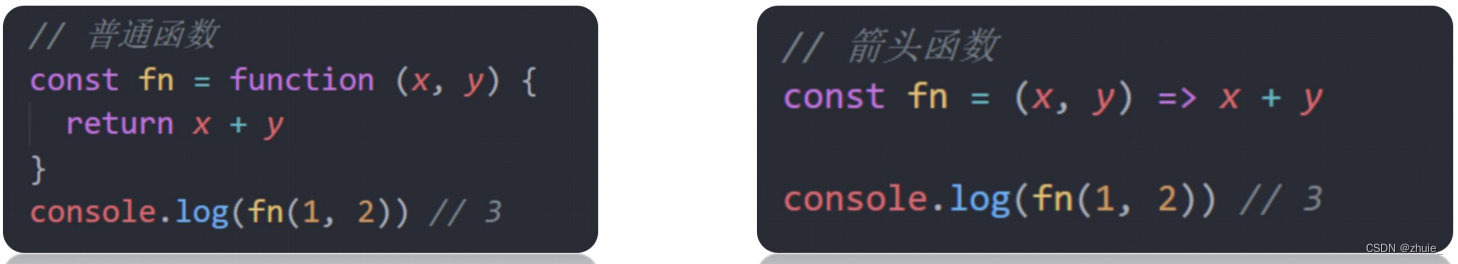 // 普通函数
const fn = function (x, y) {
  return x + y
}
console.log(fn(1, 2)) // 3
// 箭头函数
const fn = (x, y) => x + y
console.log(fn(1, 2)) // 3
CSDN @zhuie_